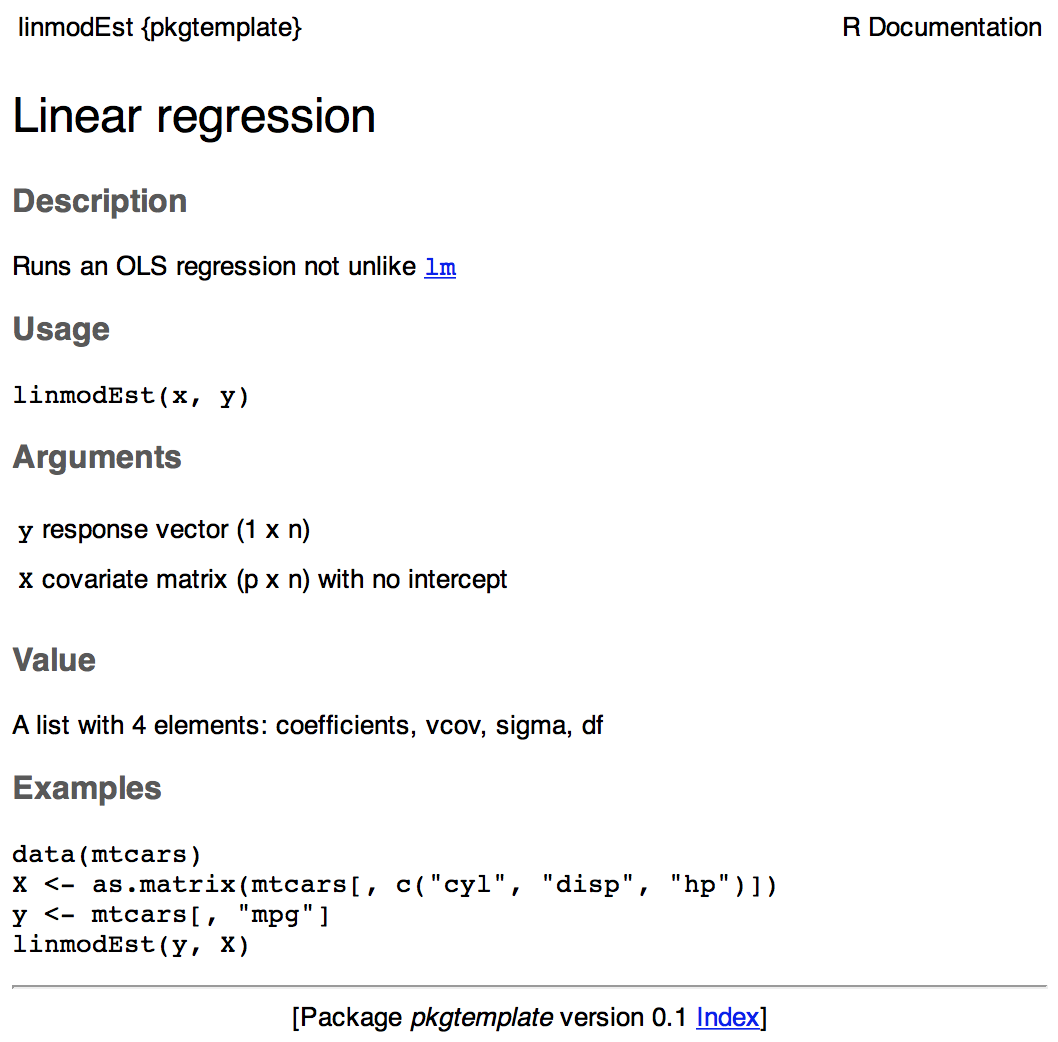 linmodEst {pkgtemplate} R Documentation
Linear regression
Description
Runs an OLS regression not unlike lm
Usage
linmodEst(x, y)
Arguments
y response vector (1 x n)
X covariate matrix (p x n) with no intercept
Value
A list with 4 elements: coefficients, vcov, sigma, df
Examples
data(mtcars)
X <- as.matrix(mtcars[, c("cyl", "disp", "hp")])
y <- mtcars[, "mpg"]
linmodEst(y, X)
[Package pkgtemplate version 0.1 Index]